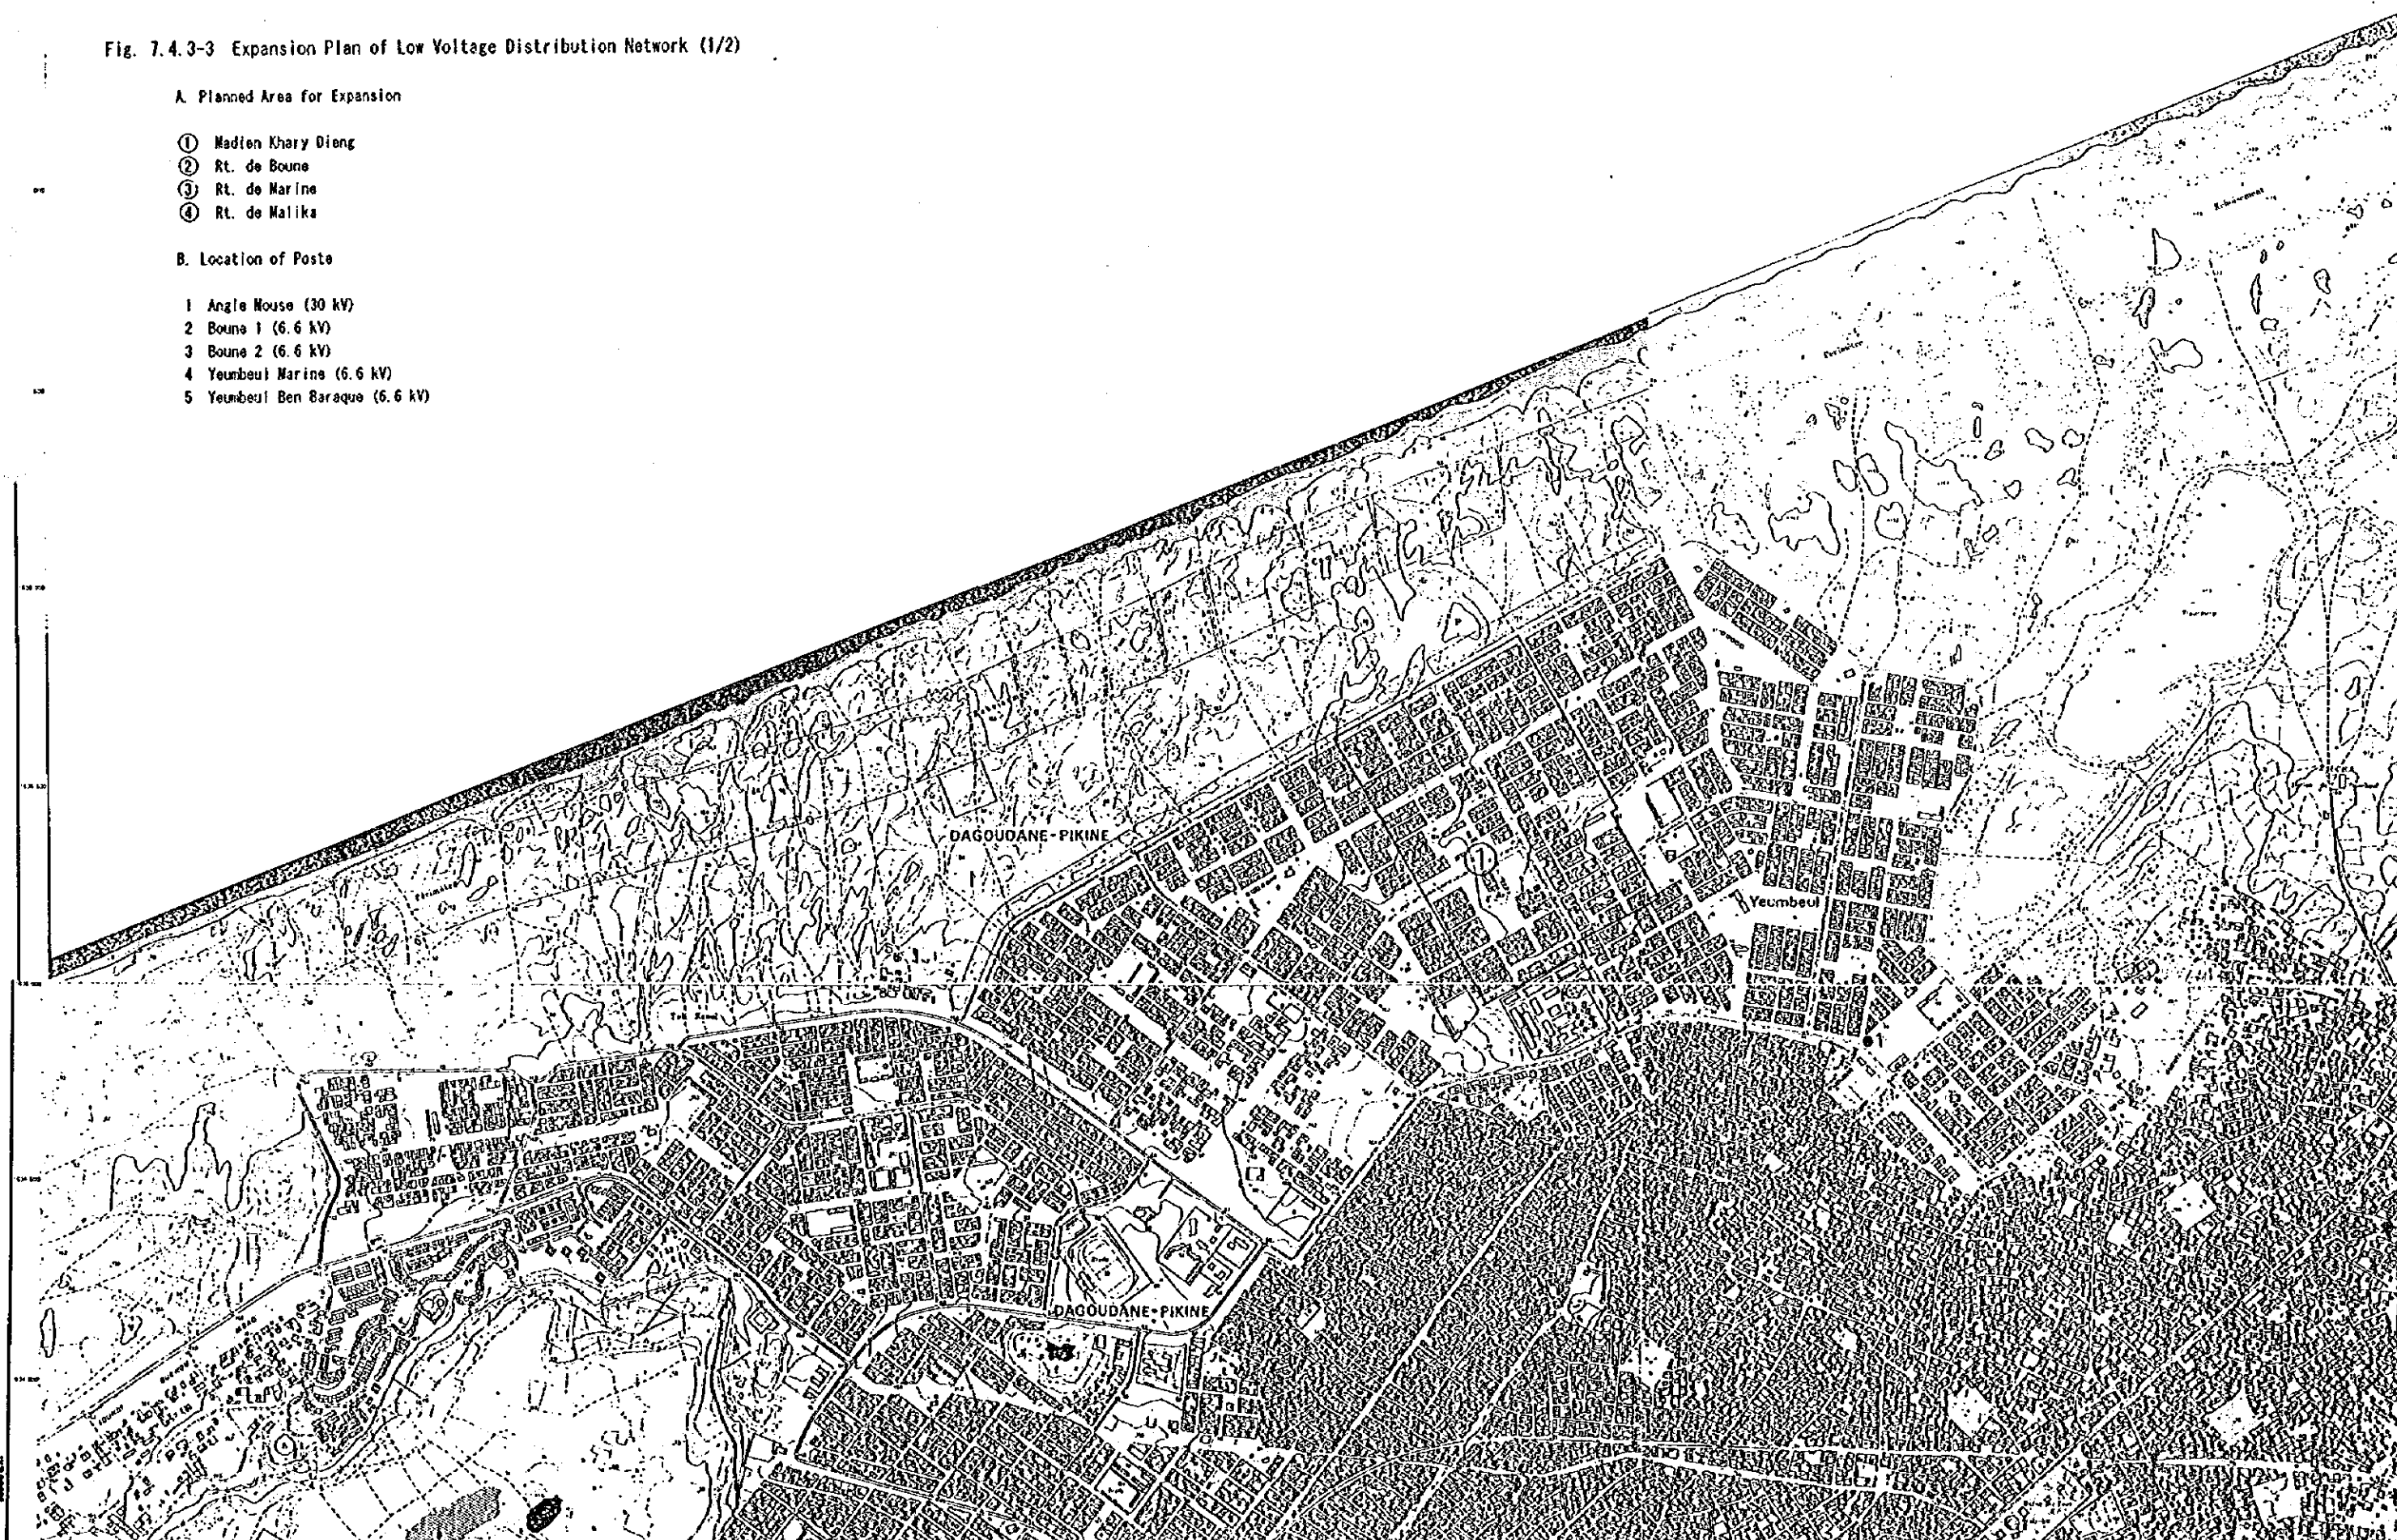 Fig. 7.4.3-3 Expansion Plan of Low Voltage Distribution Network (1/2)
A. Planned Area for Expansion
① Madien Khary Dieng
② Rt. de Boune
③ Rt. de Marine
④ Rt. de Malika
B. Location of Poste
1 Angle Mouse (30 kV)
2 Boune 1 (6.6 kV)
3 Boune 2 (6.6 kV)
4 Yeumbeul Marine (6.6 kV)
5 Yeumbeul Ben Baraque (6.6 kV)
DAGOUDANE-PIKINE
①
Yeumbeul
1
DAGOUDANE-PIKINE